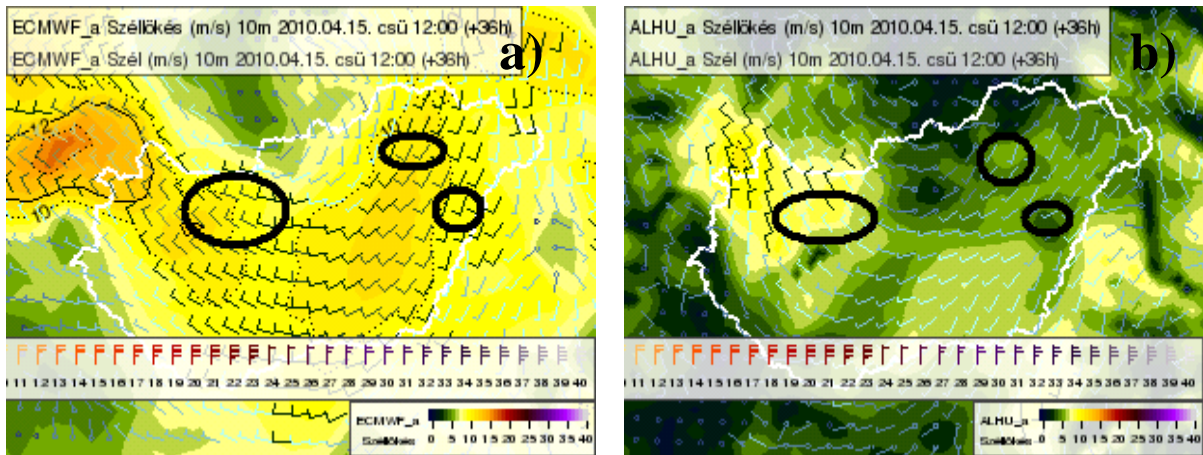 ECMWF_a Széllökés (m/s) 10m 2010.04.15. csü 12:00 (+36h)
ECMWF_a Szél (m/s) 10m 2010.04.15. csü 12:00 (+36h)
a)
12
10
11 12 13 14 15 16 17 18 19 20 21 22 23 24 25 26 27 28 29 30 31 32 33 34 35 36 37 38 39 40
ECMWF_a
Széllökés
0 5 10 15 20 25 30 35 40
ALHU_a Széllökés (m/s) 10m 2010.04.15. csü 12:00 (+36h)
ALHU_a Szél (m/s) 10m 2010.04.15. csü 12:00 (+36h)
b)
11 12 13 14 15 16 17 18 19 20 21 22 23 24 25 26 27 28 29 30 31 32 33 34 35 36 37 38 39 40
ALHU_a
Széllökés
0 5 10 15 20 25 30 35 40